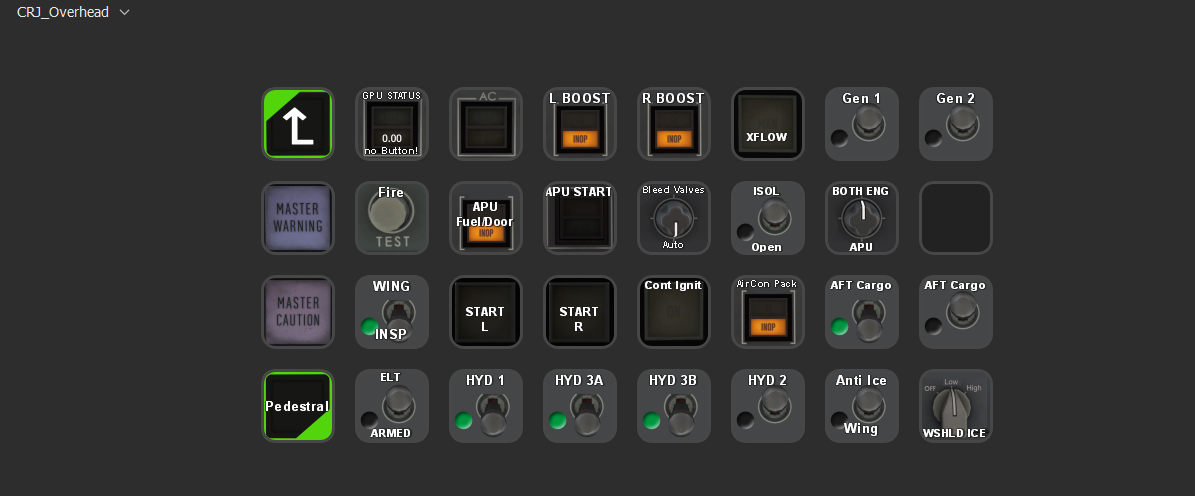 CRJ_Overhead
GPU STATUS
0.00
no Button!
AC
L BOOST
INOP
R BOOST
INOP
XFLOW
Gen 1
Gen 2
MASTER
WARNING
Fire
TEST
APU
Fuel/Door
INOP
APU START
Bleed Valves
Auto
ISOL
Open
BOTH ENG
APU
MASTER
CAUTION
WING
INSP
START
L
START
R
Cont Ignit
ON
AirCon Pack
INOP
AFT Cargo
AFT Cargo
Pedestral
ELT
ARMED
HYD 1
HYD 3A
HYD 3B
HYD 2
Anti Ice
Wing
OFF Low High
WSHLD ICE